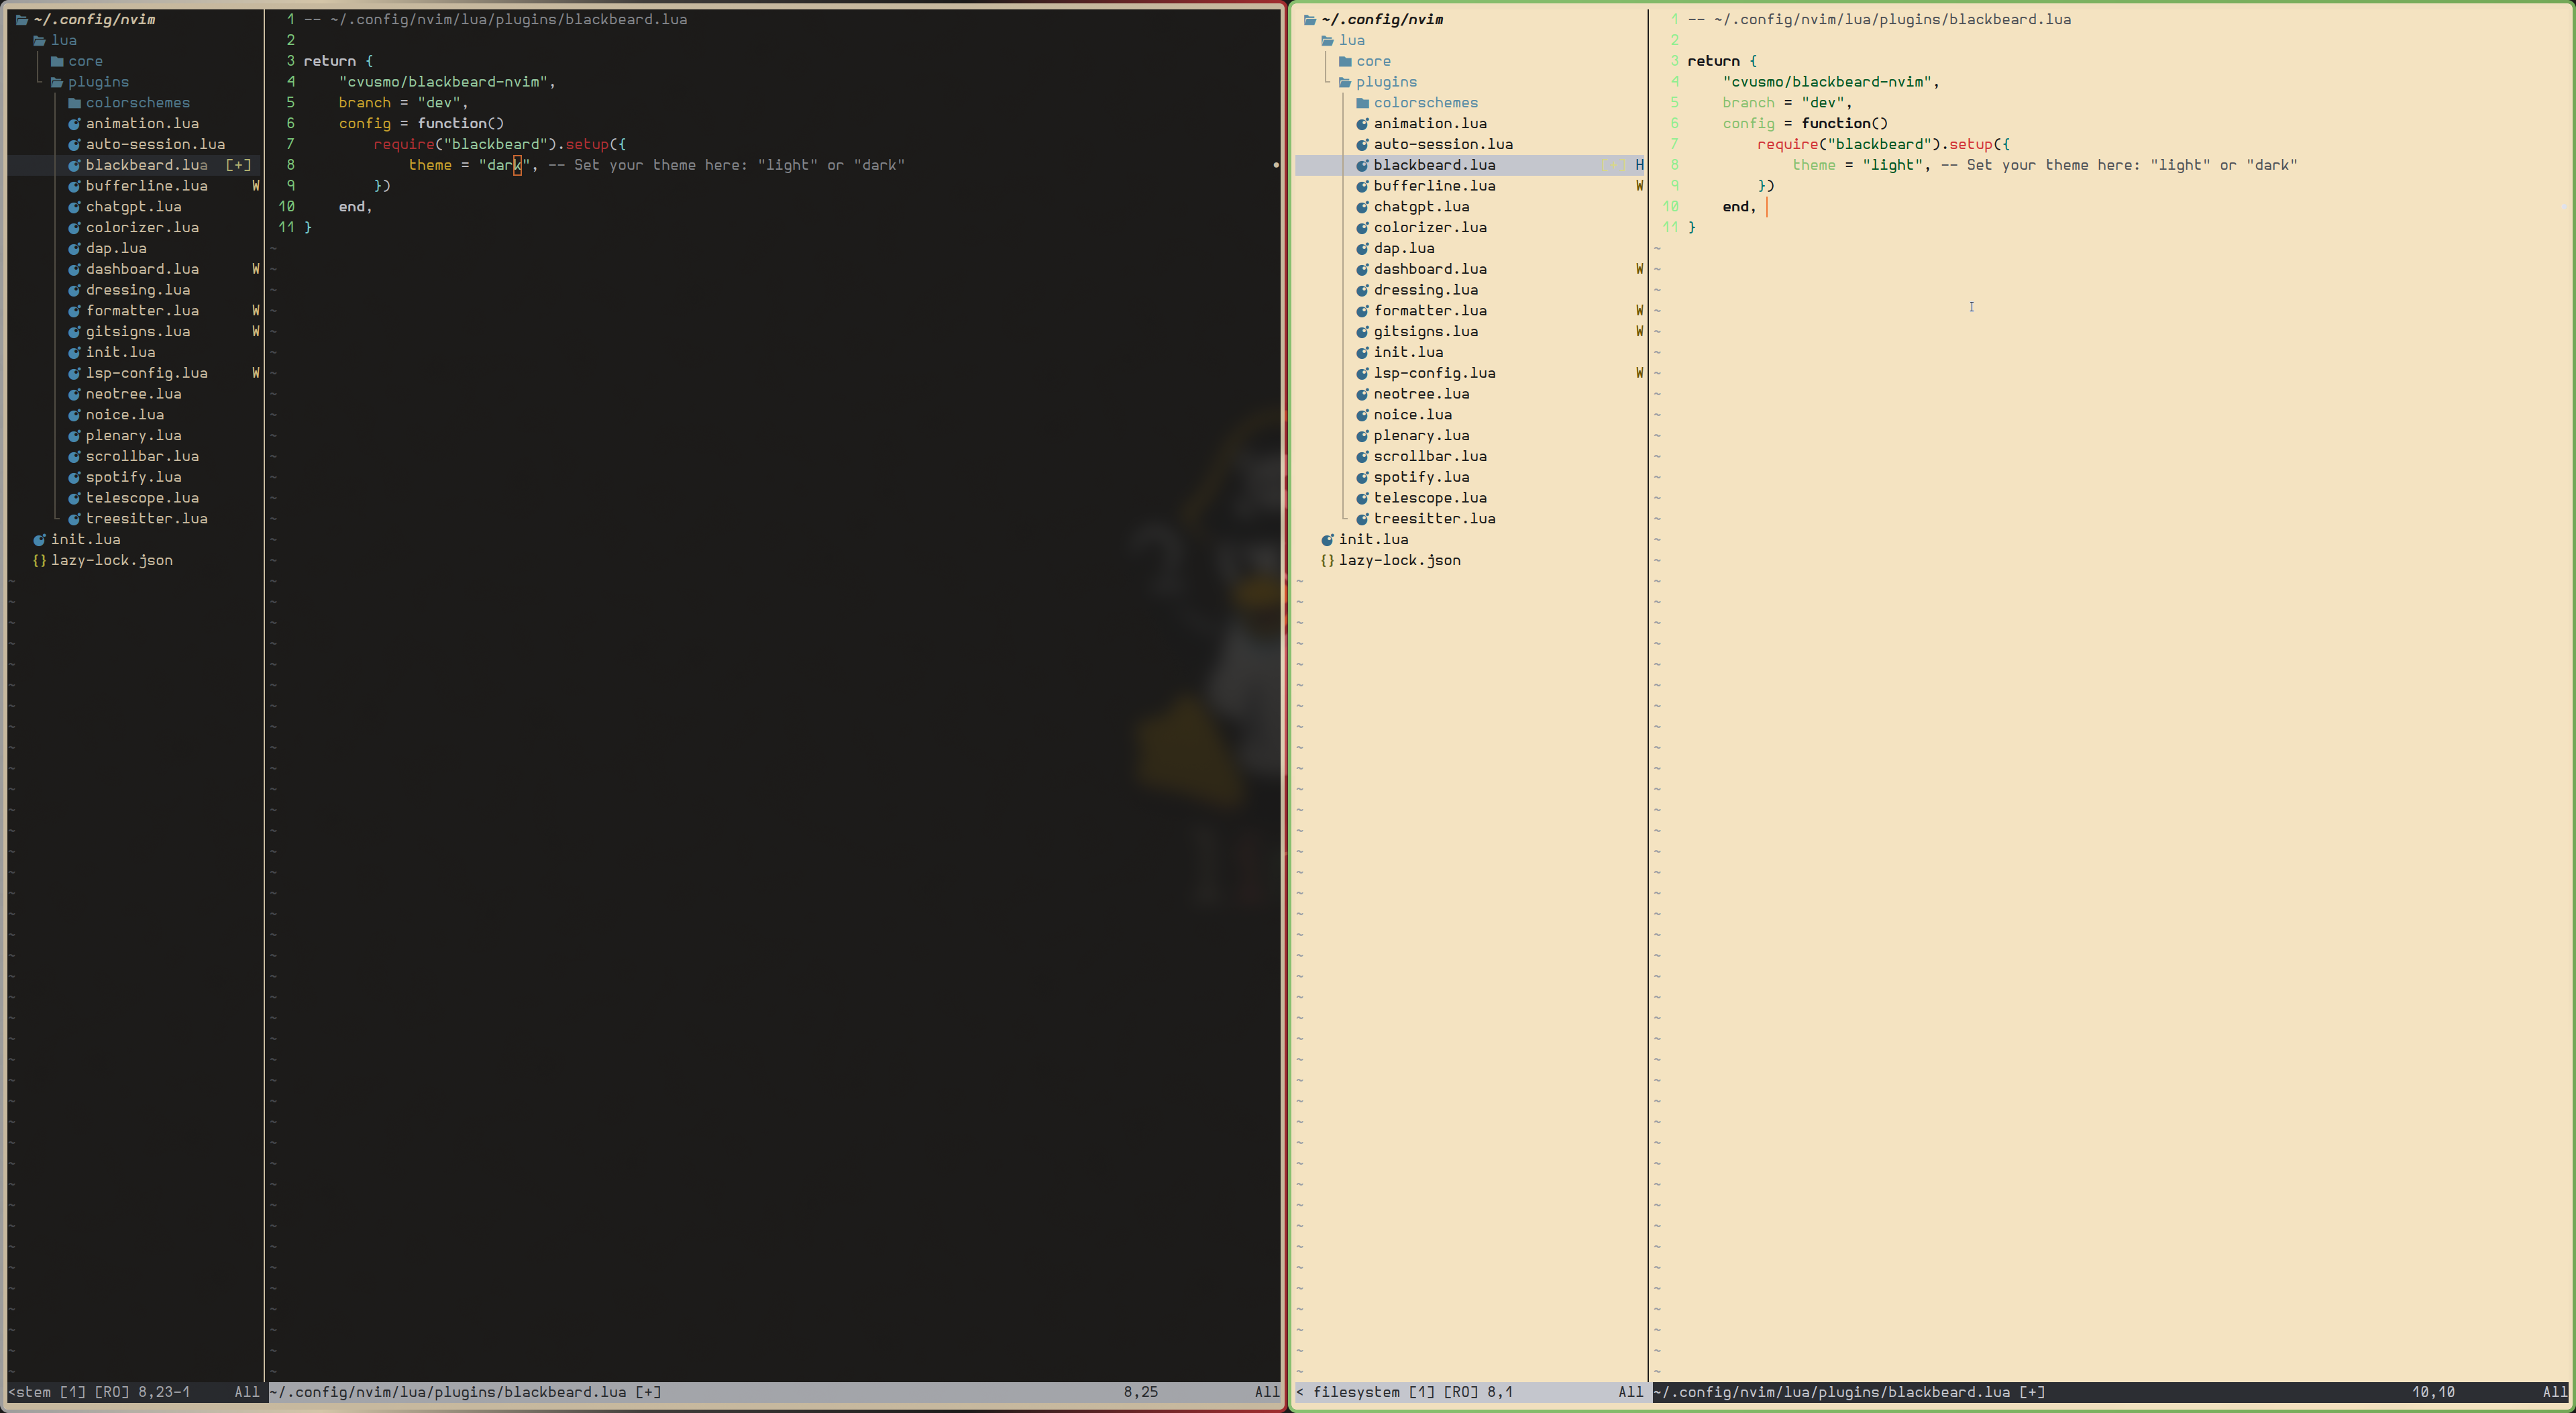 ~/.config/nvim
lua
core
plugins
colorschemes
animation.lua
auto-session.lua
blackbeard.lua [+]
bufferline.lua W
chatgpt.lua
colorizer.lua
dap.lua
dashboard.lua W
dressing.lua
formatter.lua W
gitsigns.lua W
init.lua
lsp-config.lua W
neotree.lua
noice.lua
plenary.lua
scrollbar.lua
spotify.lua
telescope.lua
treesitter.lua
init.lua
{} lazy-lock.json
<stem [1] [RO] 8,23-1 All
1 -- ~/.config/nvim/lua/plugins/blackbeard.lua
2
3 return {
4     "cvusmo/blackbeard-nvim",
5     branch = "dev",
6     config = function()
7         require("blackbeard").setup({
8             theme = "dark", -- Set your theme here: "light" or "dark"
9         })
10     end,
11 }
~/.config/nvim/lua/plugins/blackbeard.lua [+] 8,25 All
~/.config/nvim
lua
core
plugins
colorschemes
animation.lua
auto-session.lua
blackbeard.lua [+] H
bufferline.lua W
chatgpt.lua
colorizer.lua
dap.lua
dashboard.lua W
dressing.lua
formatter.lua W
gitsigns.lua W
init.lua
lsp-config.lua W
neotree.lua
noice.lua
plenary.lua
scrollbar.lua
spotify.lua
telescope.lua
treesitter.lua
init.lua
{} lazy-lock.json
< filesystem [1] [RO] 8,1 All
1 -- ~/.config/nvim/lua/plugins/blackbeard.lua
2
3 return {
4     "cvusmo/blackbeard-nvim",
5     branch = "dev",
6     config = function()
7         require("blackbeard").setup({
8             theme = "light", -- Set your theme here: "light" or "dark"
9         })
10     end,
11 }
~/.config/nvim/lua/plugins/blackbeard.lua [+] 10,10 All